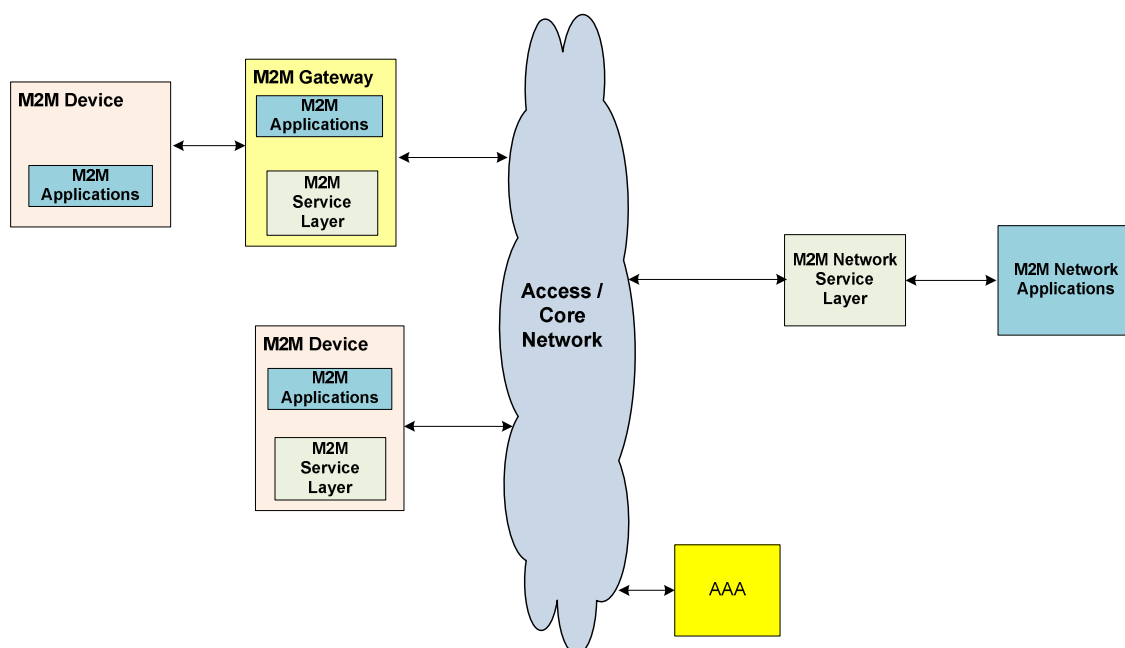 M2M Device
M2M
Applications
M2M Gateway
M2M
Applications
M2M
Service
Layer
M2M Device
M2M
Applications
M2M
Service
Layer
Access /
Core
Network
M2M Network
Service
Layer
M2M Network
Applications
AAA